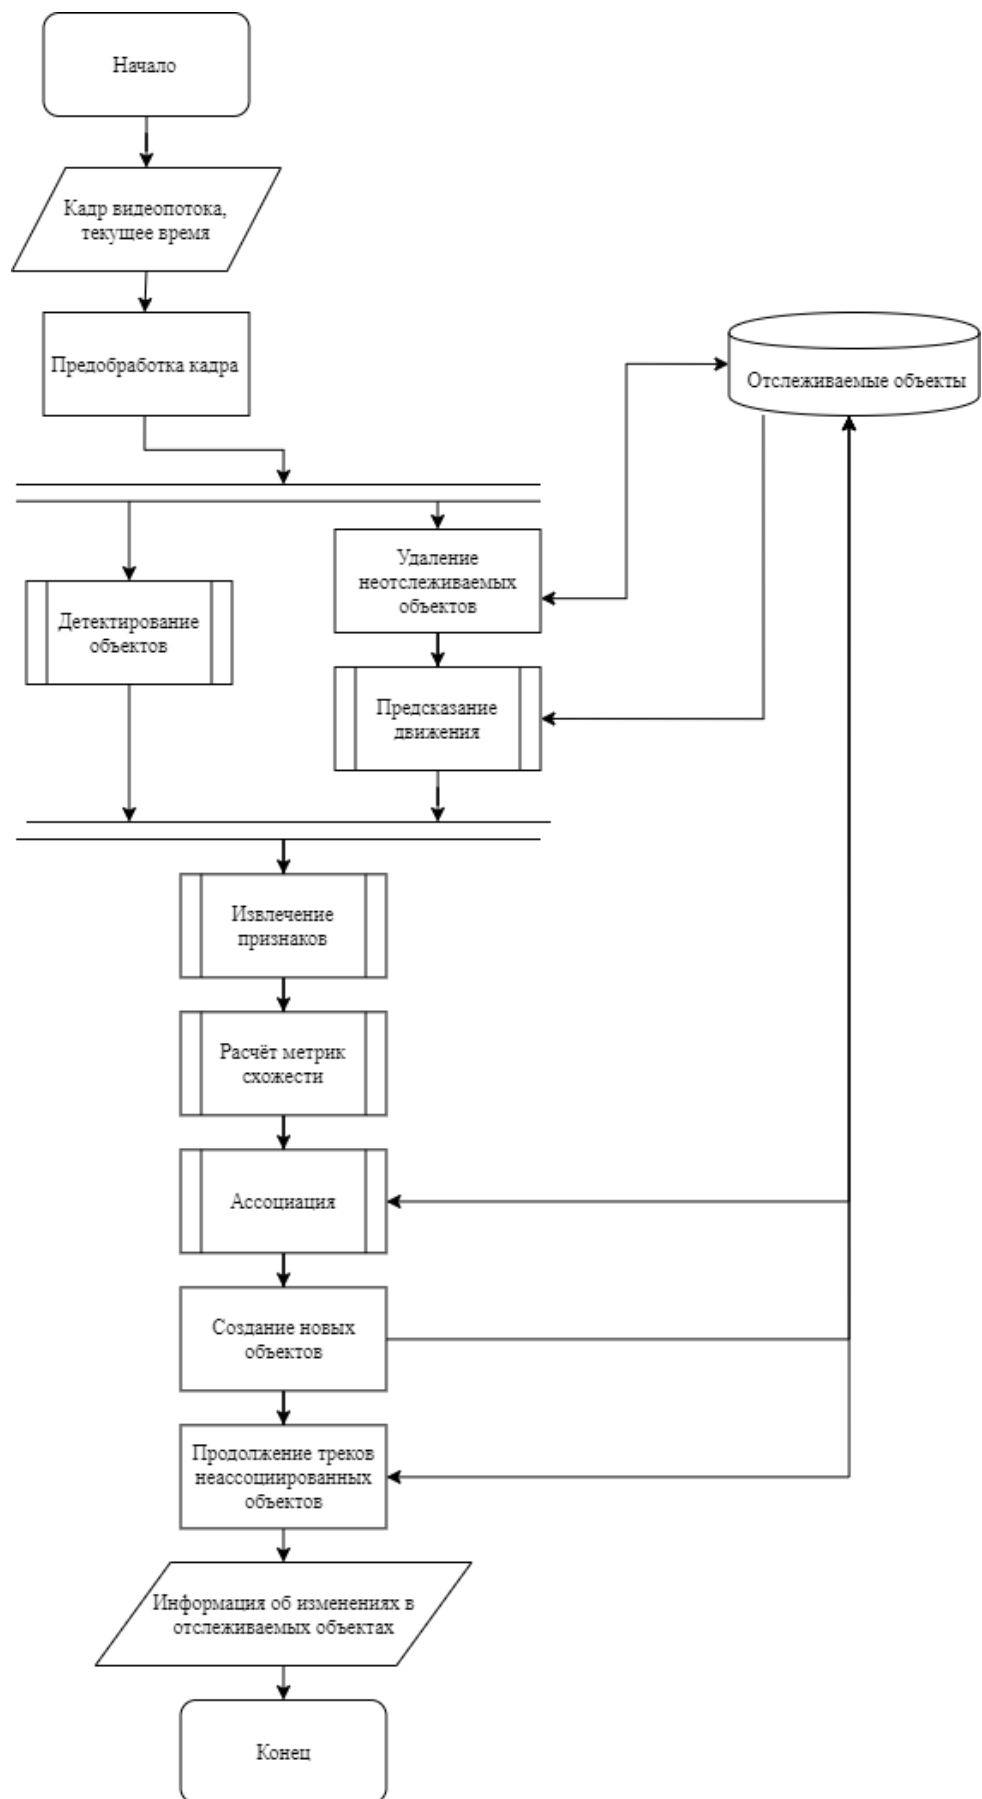 Начало
Кадр видеопотока,
текущее время
Предобработка кадра
Отслеживаемые объекты
Удаление
неотслеживаемых
объектов
Детектирование
объектов
Предсказание
движения
Извлечение
признаков
Расчёт метрик
схожести
Ассоциация
Создание новых
объектов
Продолжение треков
неассоциированных
объектов
Информация об изменениях в
отслеживаемых объектах
Конец